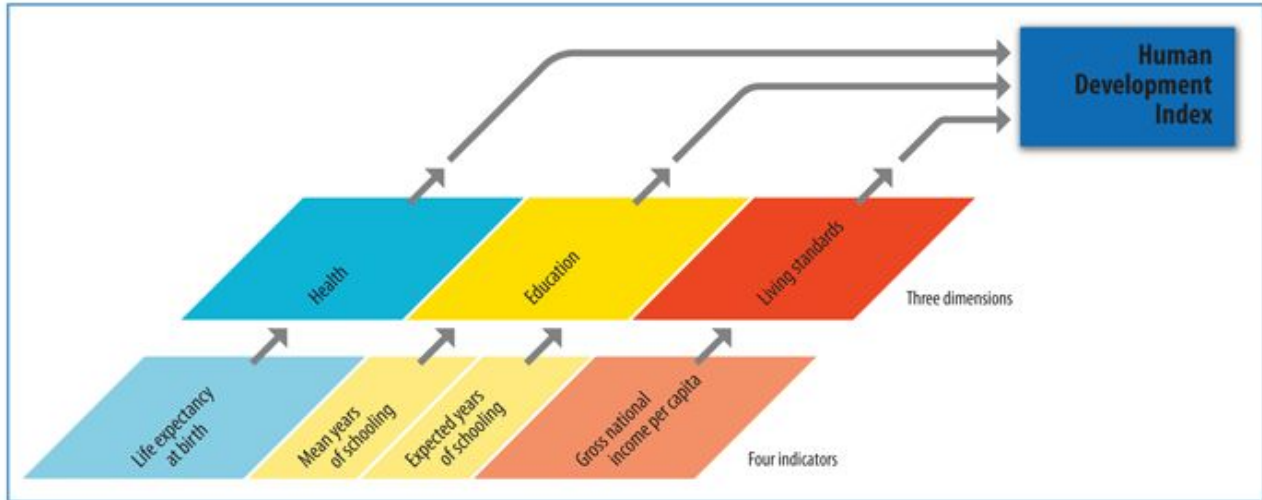 Human
Development
Index
Health
Education
Living standards
Three dimensions
Life expectancy
at birth
Mean years
of schooling
Expected years
of schooling
Gross national
income per capita
Four indicators